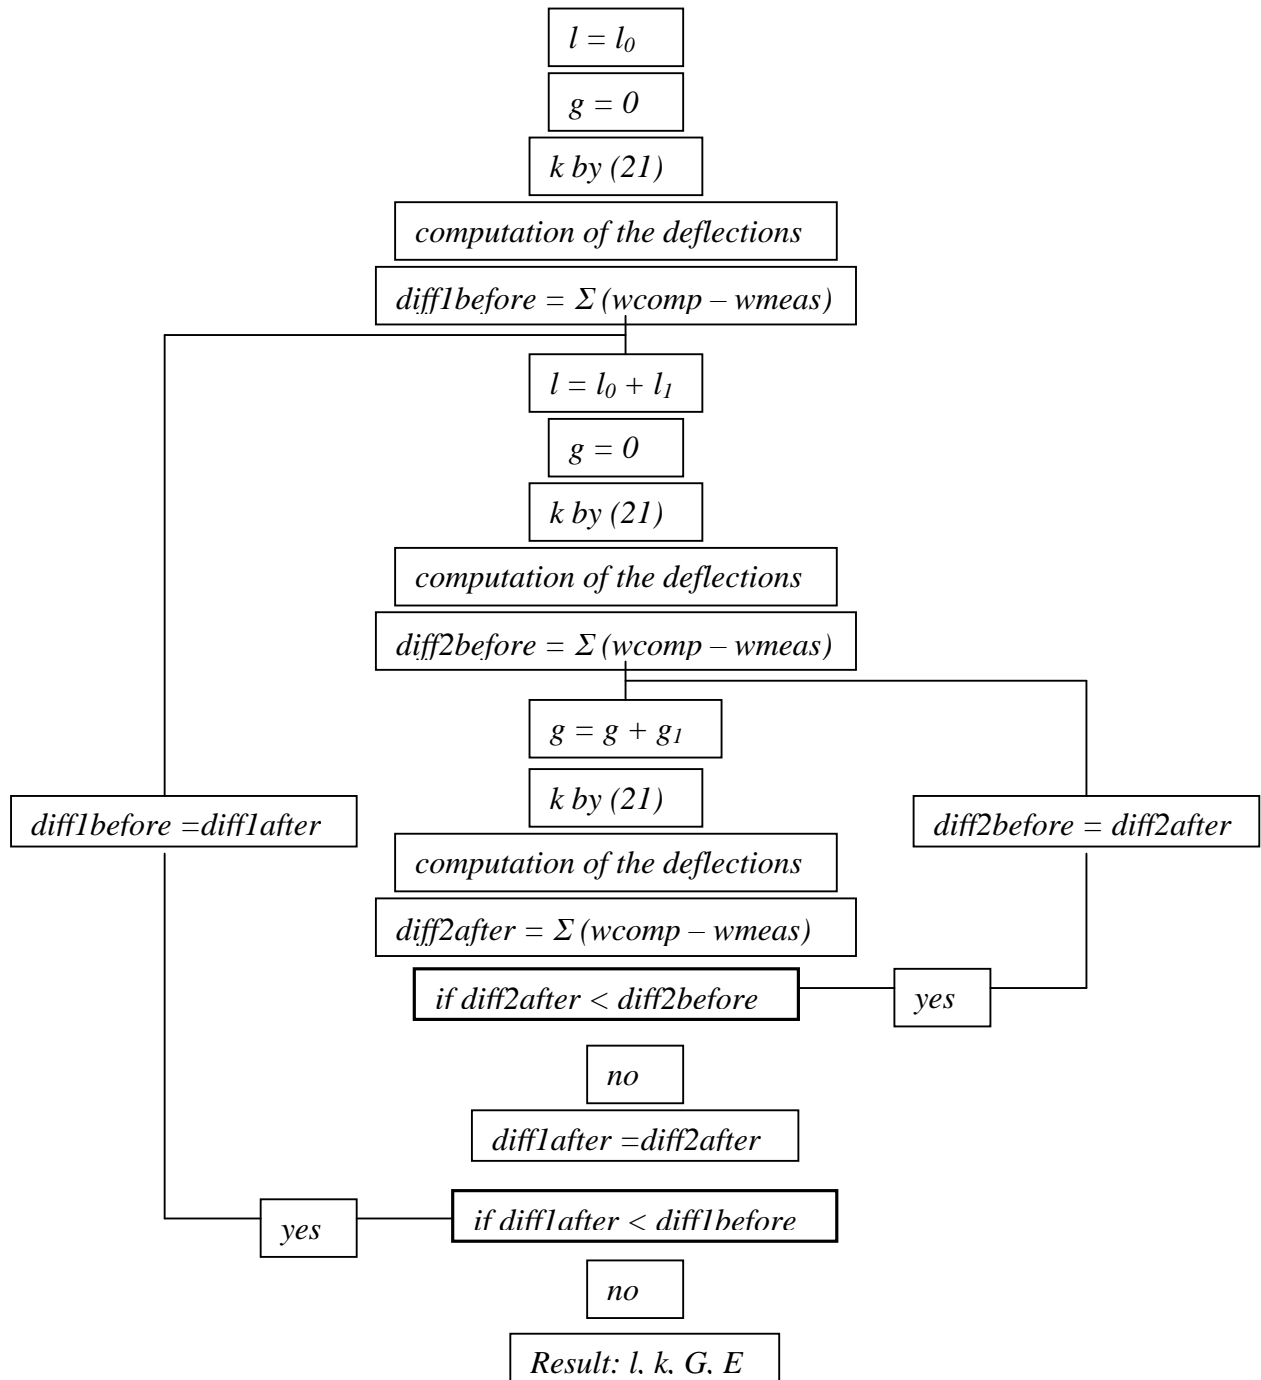 l = l₀
g = 0
k by (21)
computation of the deflections
diff1before = Σ (wcomp – wmeas)
l = l₀ + l₁
g = 0
k by (21)
computation of the deflections
diff2before = Σ (wcomp – wmeas)
g = g + g₁
k by (21)
diff1before =diff1after
diff2before = diff2after
computation of the deflections
diff2after = Σ (wcomp – wmeas)
if diff2after < diff2before
yes
no
diff1after =diff2after
if diff1after < diff1before
yes
no
Result: l, k, G, E